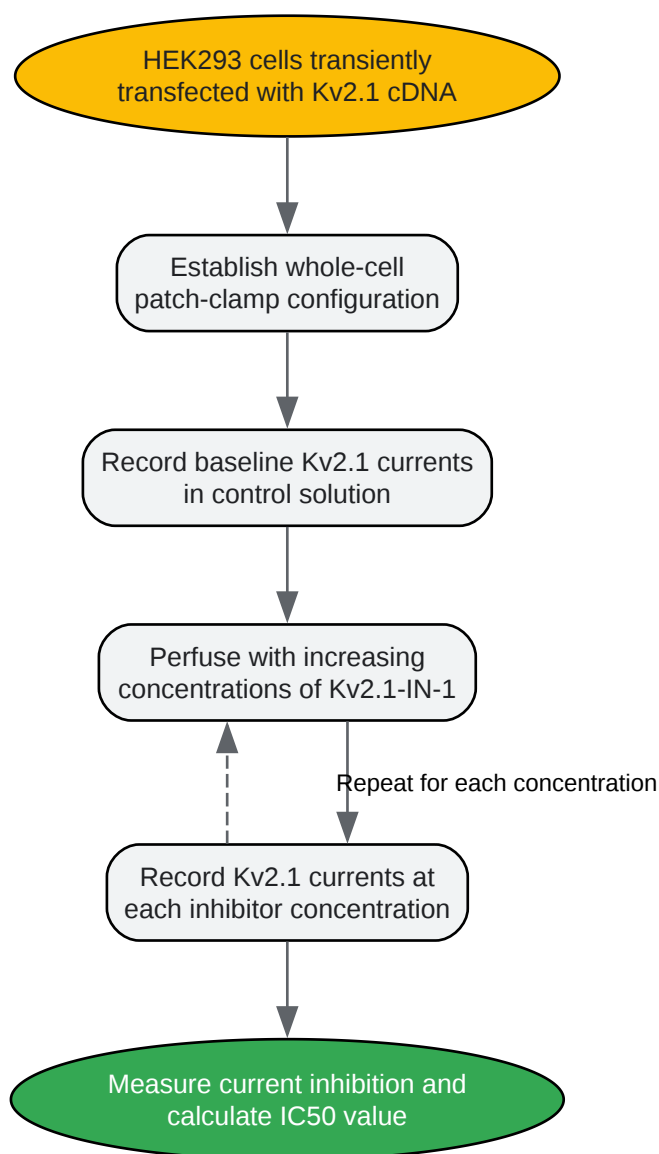 HEK293 cells transiently
transfected with Kv2.1 cDNA
Establish whole-cell
patch-clamp configuration
Record baseline Kv2.1 currents
in control solution
Perfuse with increasing
concentrations of Kv2.1-IN-1
Repeat for each concentration
Record Kv2.1 currents at
each inhibitor concentration
Measure current inhibition and
calculate IC50 value